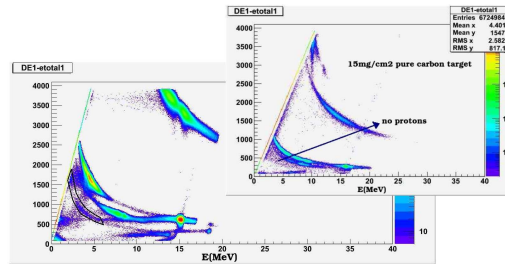 DE1-etotal1
4000
3500
3000
2500
2000
1500
1000
500
0
0 5 10 15 20 25 30 35 40
E(MeV)
10
DE1-etotal1
DE1-etotal1
Entries 6724984
Mean x 4.401
Mean y 1547
RMS x 2.582
RMS y 817.1
4000
3500
3000
2500
2000
1500
1000
500
0
0 5 10 15 20 25 30 35 40
E(MeV)
15mg/cm2 pure carbon target
no protons